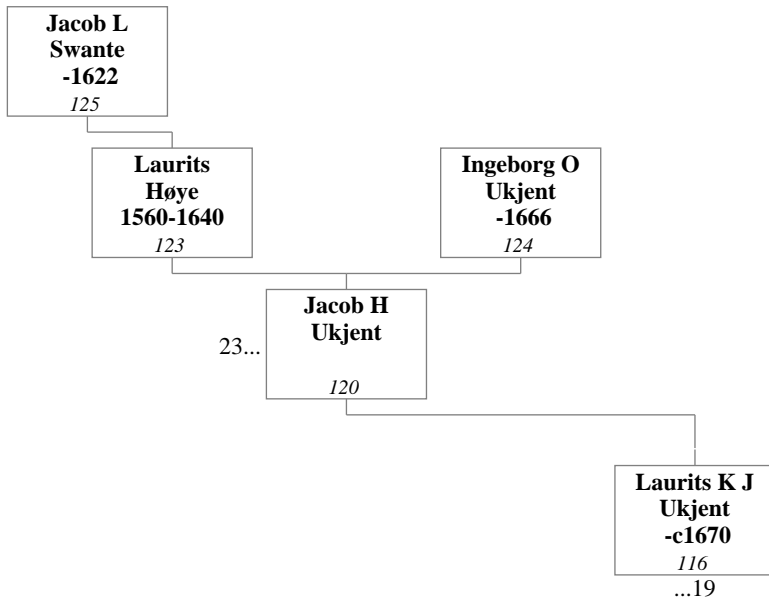 Jacob L
Swante
-1622
125
Laurits
Høye
1560-1640
123
Ingeborg O
Ukjent
-1666
124
23...
Jacob H
Ukjent
120
Laurits K J
Ukjent
-c1670
116
...19